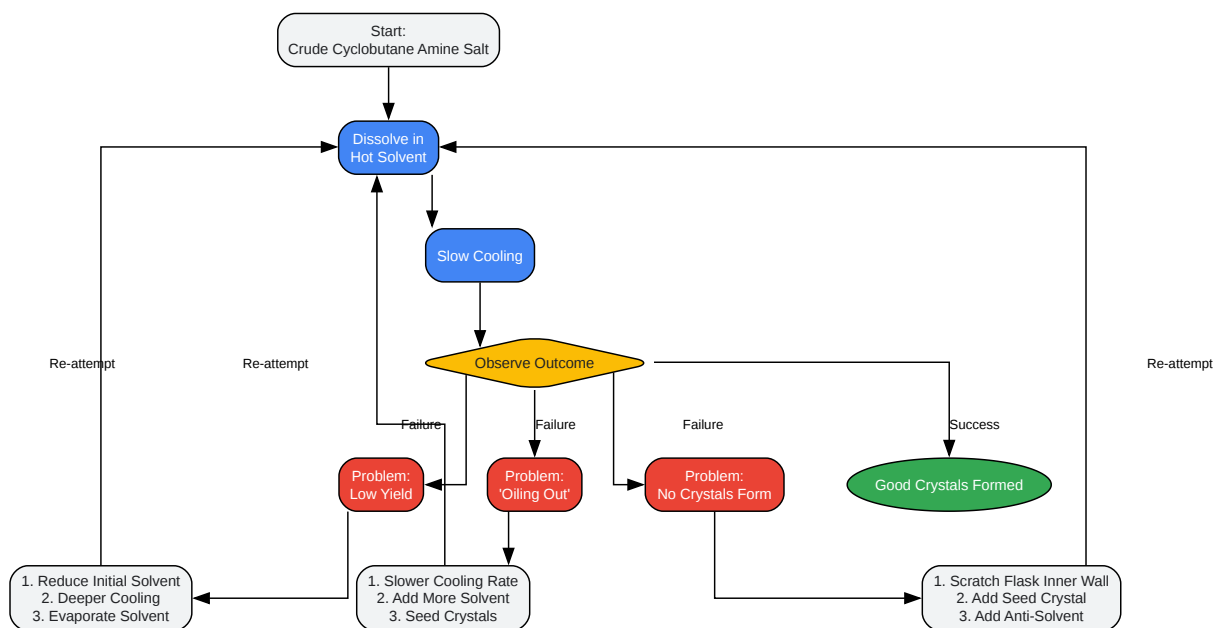 Start:
Crude Cyclobutane Amine Salt
Dissolve in
Hot Solvent
Slow Cooling
Re-attempt
Re-attempt
Observe Outcome
Re-attempt
Failure
Failure
Failure
Success
Problem:
Low Yield
Problem:
'Oiling Out'
Problem:
No Crystals Form
Good Crystals Formed
1. Reduce Initial Solvent
2. Deeper Cooling
3. Evaporate Solvent
1. Slower Cooling Rate
2. Add More Solvent
3. Seed Crystals
1. Scratch Flask Inner Wall
2. Add Seed Crystal
3. Add Anti-Solvent